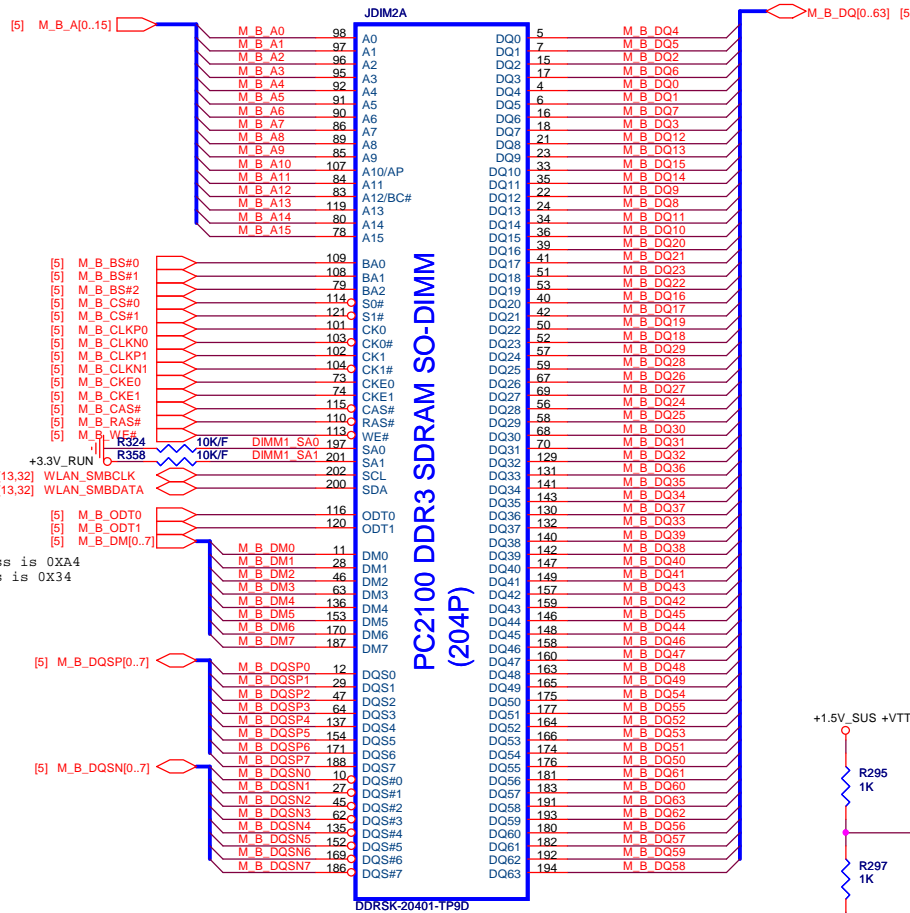 JDIM2A
[5] M_B_A[0..15]
M_B_DQ[0..63] [5
M_B_A0 98 A0
M_B_A1 97 A1
M_B_A2 96 A2
M_B_A3 95 A3
M_B_A4 92 A4
M_B_A5 91 A5
M_B_A6 90 A6
M_B_A7 86 A7
M_B_A8 89 A8
M_B_A9 85 A9
M_B_A10 107 A10/AP
M_B_A11 84 A11
M_B_A12 83 A12/BC#
M_B_A13 119 A13
M_B_A14 80 A14
M_B_A15 78 A15
[5] M_B_BS#0 109 BA0
[5] M_B_BS#1 108 BA1
[5] M_B_BS#2 79 BA2
[5] M_B_CS#0 114 S0#
[5] M_B_CS#1 121 S1#
[5] M_B_CLKP0 101 CK0
[5] M_B_CLKN0 103 CK0#
[5] M_B_CLKP1 102 CK1
[5] M_B_CLKN1 104 CK1#
[5] M_B_CKE0 73 CKE0
[5] M_B_CKE1 74 CKE1
[5] M_B_CAS# 115 CAS#
[5] M_B_RAS# 110 RAS#
[5] M_B_WE# 113 WE#
R324 10K/F DIMM1_SA0 197 SA0
+3.3V_RUN R358 10K/F DIMM1_SA1 201 SA1
13,32] WLAN_SMBCLK 202 SCL
13,32] WLAN_SMBDATA 200 SDA
[5] M_B_ODT0 116 ODT0
[5] M_B_ODT1 120 ODT1
[5] M_B_DM[0..7]
ss is 0XA4
s is 0X34
M_B_DM0 11 DM0
M_B_DM1 28 DM1
M_B_DM2 46 DM2
M_B_DM3 63 DM3
M_B_DM4 136 DM4
M_B_DM5 153 DM5
M_B_DM6 170 DM6
M_B_DM7 187 DM7
[5] M_B_DQSP[0..7]
M_B_DQSP0 12 DQS0
M_B_DQSP1 29 DQS1
M_B_DQSP2 47 DQS2
M_B_DQSP3 64 DQS3
M_B_DQSP4 137 DQS4
M_B_DQSP5 154 DQS5
M_B_DQSP6 171 DQS6
M_B_DQSP7 188 DQS7
[5] M_B_DQSN[0..7]
M_B_DQSN0 10 DQS#0
M_B_DQSN1 27 DQS#1
M_B_DQSN2 45 DQS#2
M_B_DQSN3 62 DQS#3
M_B_DQSN4 135 DQS#4
M_B_DQSN5 152 DQS#5
M_B_DQSN6 169 DQS#6
M_B_DQSN7 186 DQS#7
PC2100 DDR3 SDRAM SO-DIMM
(204P)
DQ0 5 M_B_DQ4
DQ1 7 M_B_DQ5
DQ2 15 M_B_DQ2
DQ3 17 M_B_DQ6
DQ4 4 M_B_DQ0
DQ5 6 M_B_DQ1
DQ6 16 M_B_DQ7
DQ7 18 M_B_DQ3
DQ8 21 M_B_DQ12
DQ9 23 M_B_DQ13
DQ10 33 M_B_DQ15
DQ11 35 M_B_DQ14
DQ12 22 M_B_DQ9
DQ13 24 M_B_DQ8
DQ14 34 M_B_DQ11
DQ15 36 M_B_DQ10
DQ16 39 M_B_DQ20
DQ17 41 M_B_DQ21
DQ18 51 M_B_DQ23
DQ19 53 M_B_DQ22
DQ20 40 M_B_DQ16
DQ21 42 M_B_DQ17
DQ22 50 M_B_DQ19
DQ23 52 M_B_DQ18
DQ24 57 M_B_DQ29
DQ25 59 M_B_DQ28
DQ26 67 M_B_DQ26
DQ27 69 M_B_DQ27
DQ28 56 M_B_DQ24
DQ29 58 M_B_DQ25
DQ30 68 M_B_DQ30
DQ31 70 M_B_DQ31
DQ32 129 M_B_DQ32
DQ33 131 M_B_DQ36
DQ34 141 M_B_DQ35
DQ35 143 M_B_DQ34
DQ36 130 M_B_DQ37
DQ37 132 M_B_DQ33
DQ38 140 M_B_DQ39
DQ39 142 M_B_DQ38
DQ40 147 M_B_DQ40
DQ41 149 M_B_DQ41
DQ42 157 M_B_DQ43
DQ43 159 M_B_DQ42
DQ44 146 M_B_DQ45
DQ45 148 M_B_DQ44
DQ46 158 M_B_DQ46
DQ47 160 M_B_DQ47
DQ48 163 M_B_DQ48
DQ49 165 M_B_DQ49
DQ50 175 M_B_DQ54
DQ51 177 M_B_DQ55
DQ52 164 M_B_DQ52
DQ53 166 M_B_DQ53
DQ54 174 M_B_DQ51
DQ55 176 M_B_DQ50
DQ56 181 M_B_DQ61
DQ57 183 M_B_DQ60
DQ58 191 M_B_DQ63
DQ59 193 M_B_DQ62
DQ60 180 M_B_DQ56
DQ61 182 M_B_DQ57
DQ62 192 M_B_DQ59
DQ63 194 M_B_DQ58
DDRSK-20401-TP9D
+1.5V_SUS +VTT
R295
1K
R297
1K